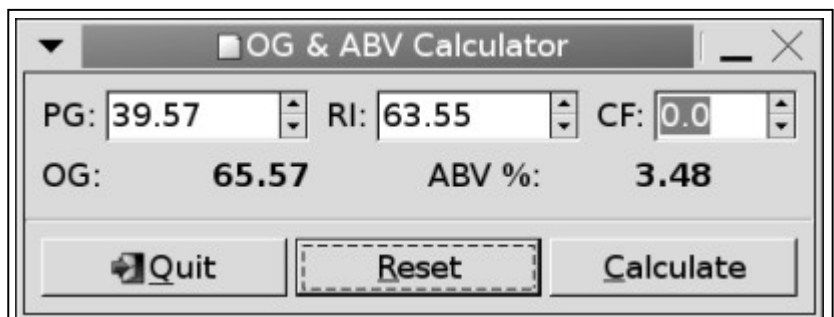 OG & ABV Calculator
PG: 39.57 RI: 63.55 CF: 0.0
OG: 65.57 ABV %: 3.48
Quit Reset Calculate